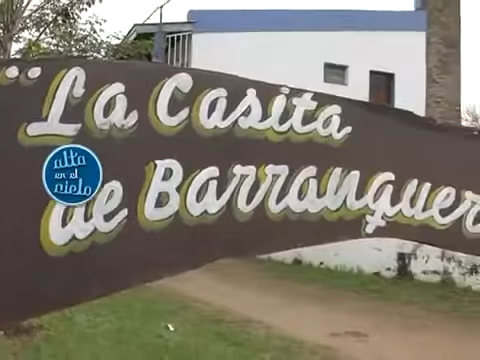 "La Casita
de Barranquer
alta
en el
cielo